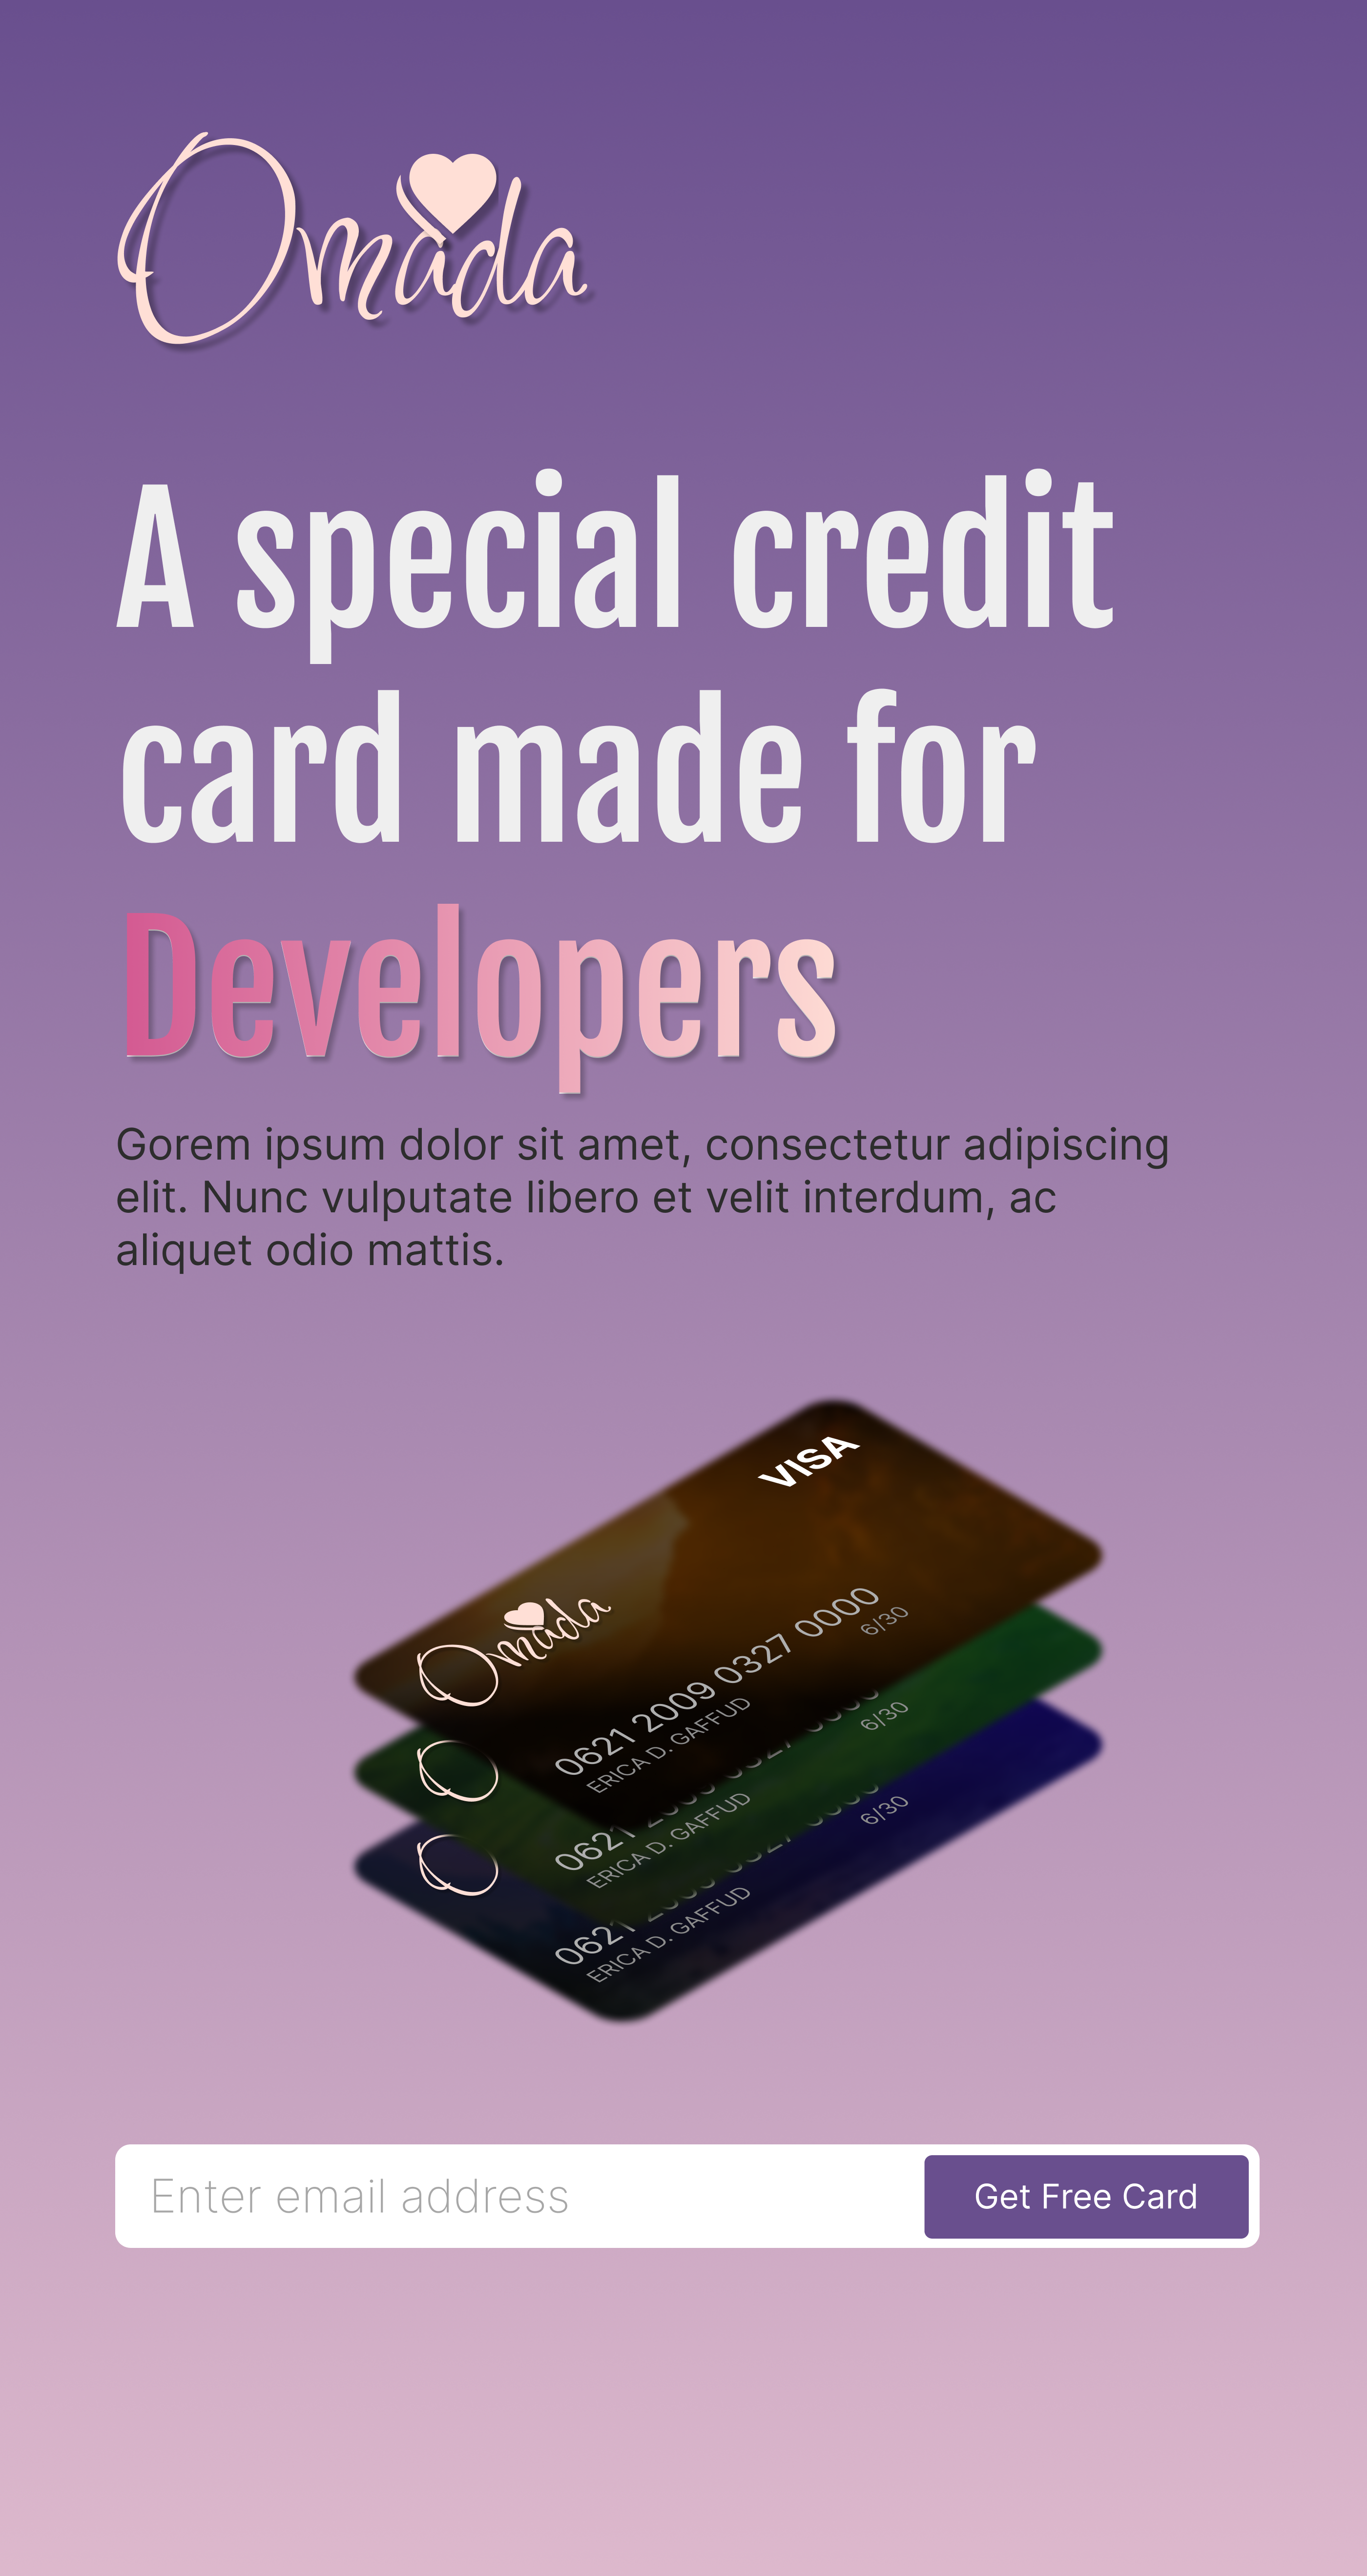 Omada
A special credit
card made for
Developers
Gorem ipsum dolor sit amet, consectetur adipiscing
elit. Nunc vulputate libero et velit interdum, ac
aliquet odio mattis.
VISA
Omada
0621 2009 0327 0000
6/30
ERICA D. GAFFUD
O
6/30
0621
ERICA D. GAFFUD
O
6/30
0621
ERICA D. GAFFUD
Enter email address
Get Free Card